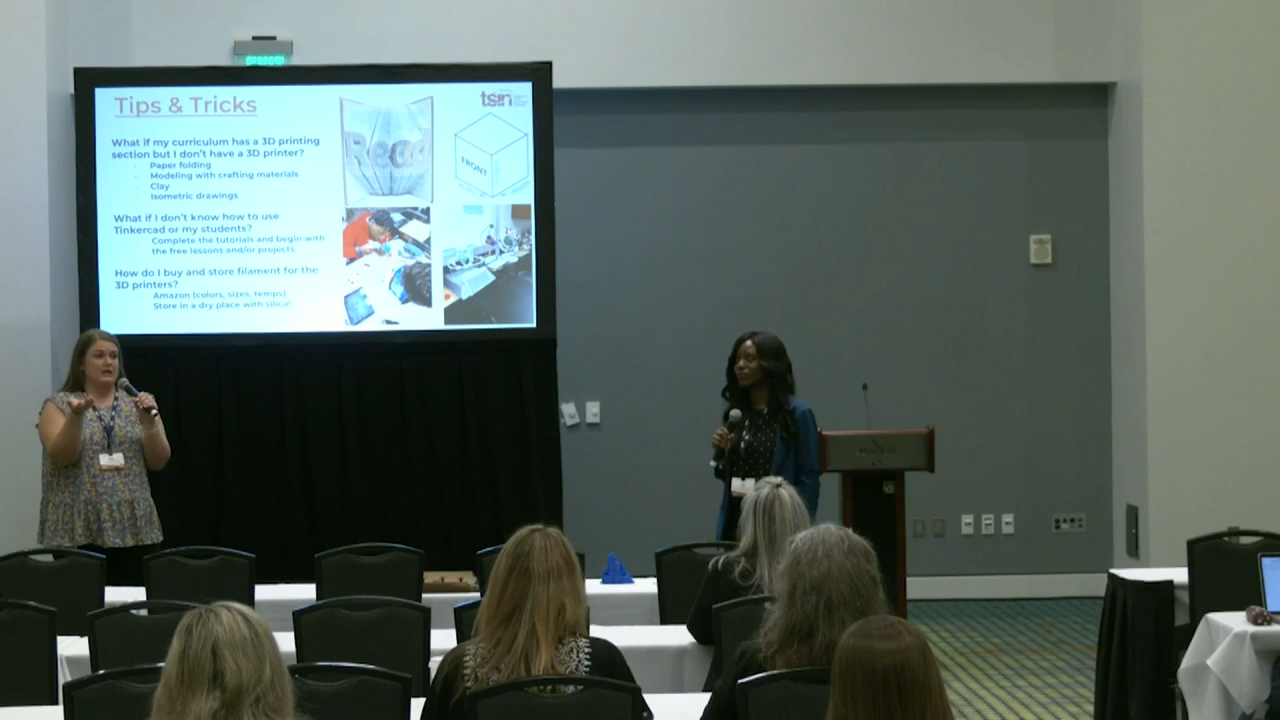 Tips & Tricks
tsin
What if my curriculum has a 3D printing
section but I don't have a 3D printer?
Paper folding
Modeling with crafting materials
Clay
Isometric drawings
What if I don't know how to use
Tinkercad or my students?
Complete the tutorials and begin with
the free lessons and/or projects
How do I buy and store filament for the
3D printers?
Amazon (colors, sizes, temps)
Store in a dry place with silica!
Read
FRONT